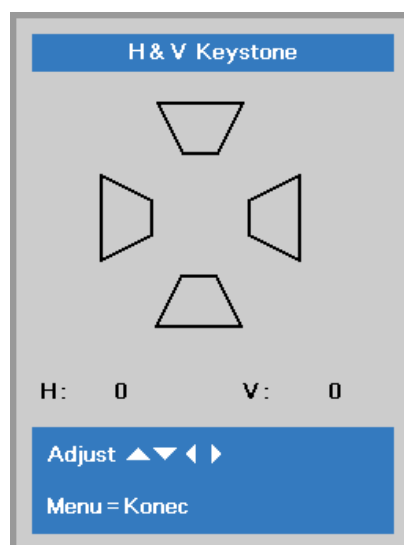 H & V Keystone
H: 0 V: 0
Adjust ▲▼◀▶
Menu = Konec